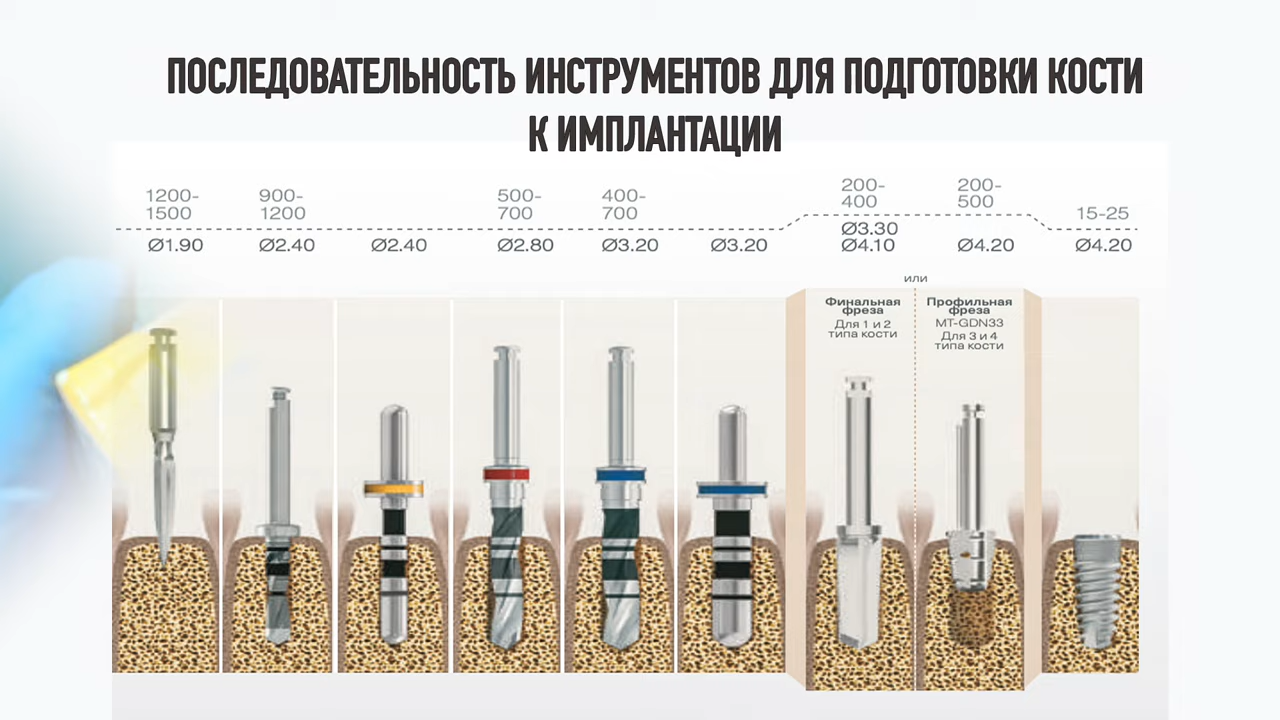 ПОСЛЕДОВАТЕЛЬНОСТЬ ИНСТРУМЕНТОВ ДЛЯ ПОДГОТОВКИ КОСТИ
К ИМПЛАНТАЦИИ
1200-
1500
900-
1200
500-
700
400-
700
200-
400
200-
500
15-25
Ø1.90
Ø2.40
Ø2.40
Ø2.80
Ø3.20
Ø3.20
Ø3.30
Ø4.10
Ø4.20
Ø4.20
или
Финальная
фреза
Для 1 и 2
типа кости
Профильная
фреза
MT-GDN33
Для 3 и 4
типа кости